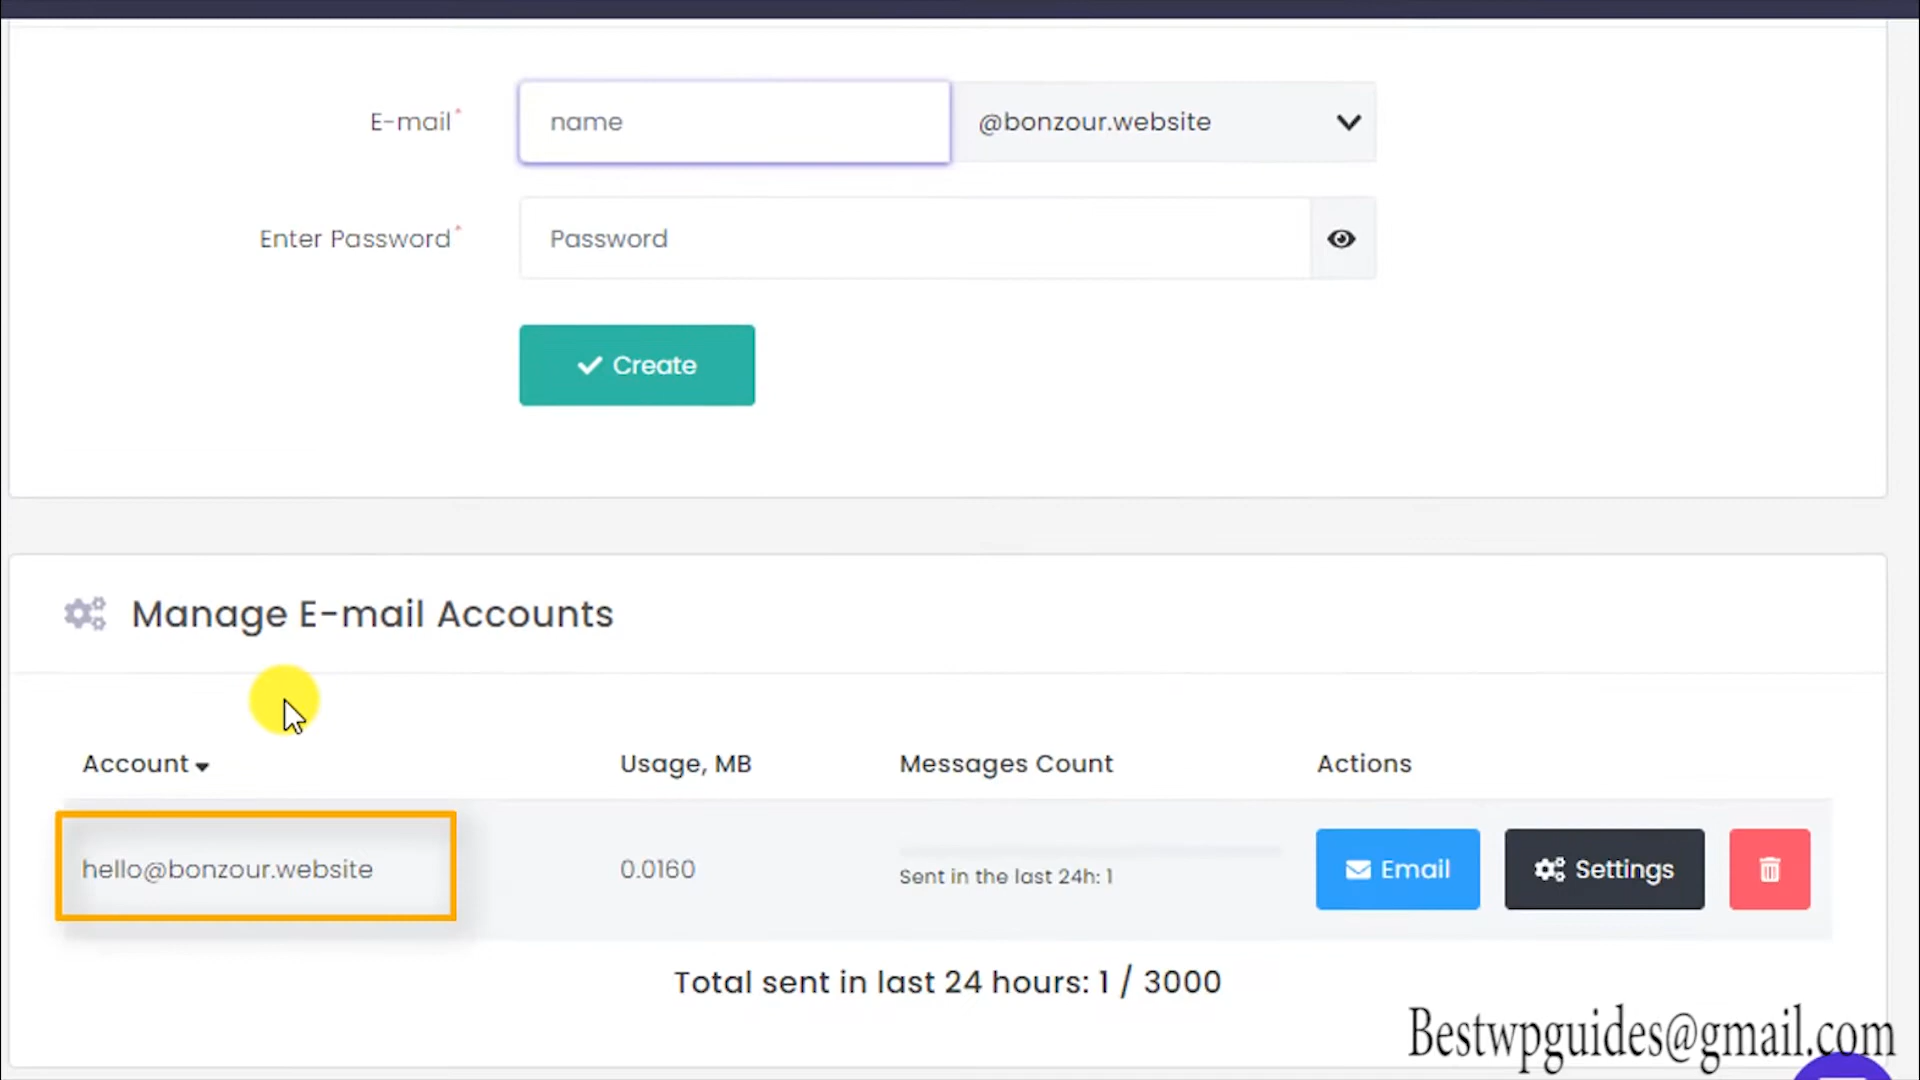 E-mail*
name
@bonzour.website
Enter Password*
Password
Create
Manage E-mail Accounts
Account
Usage, MB
Messages Count
Actions
hello@bonzour.website
0.0160
Sent in the last 24h: 1
Email
Settings
Total sent in last 24 hours: 1 / 3000
Bestwpguides@gmail.com